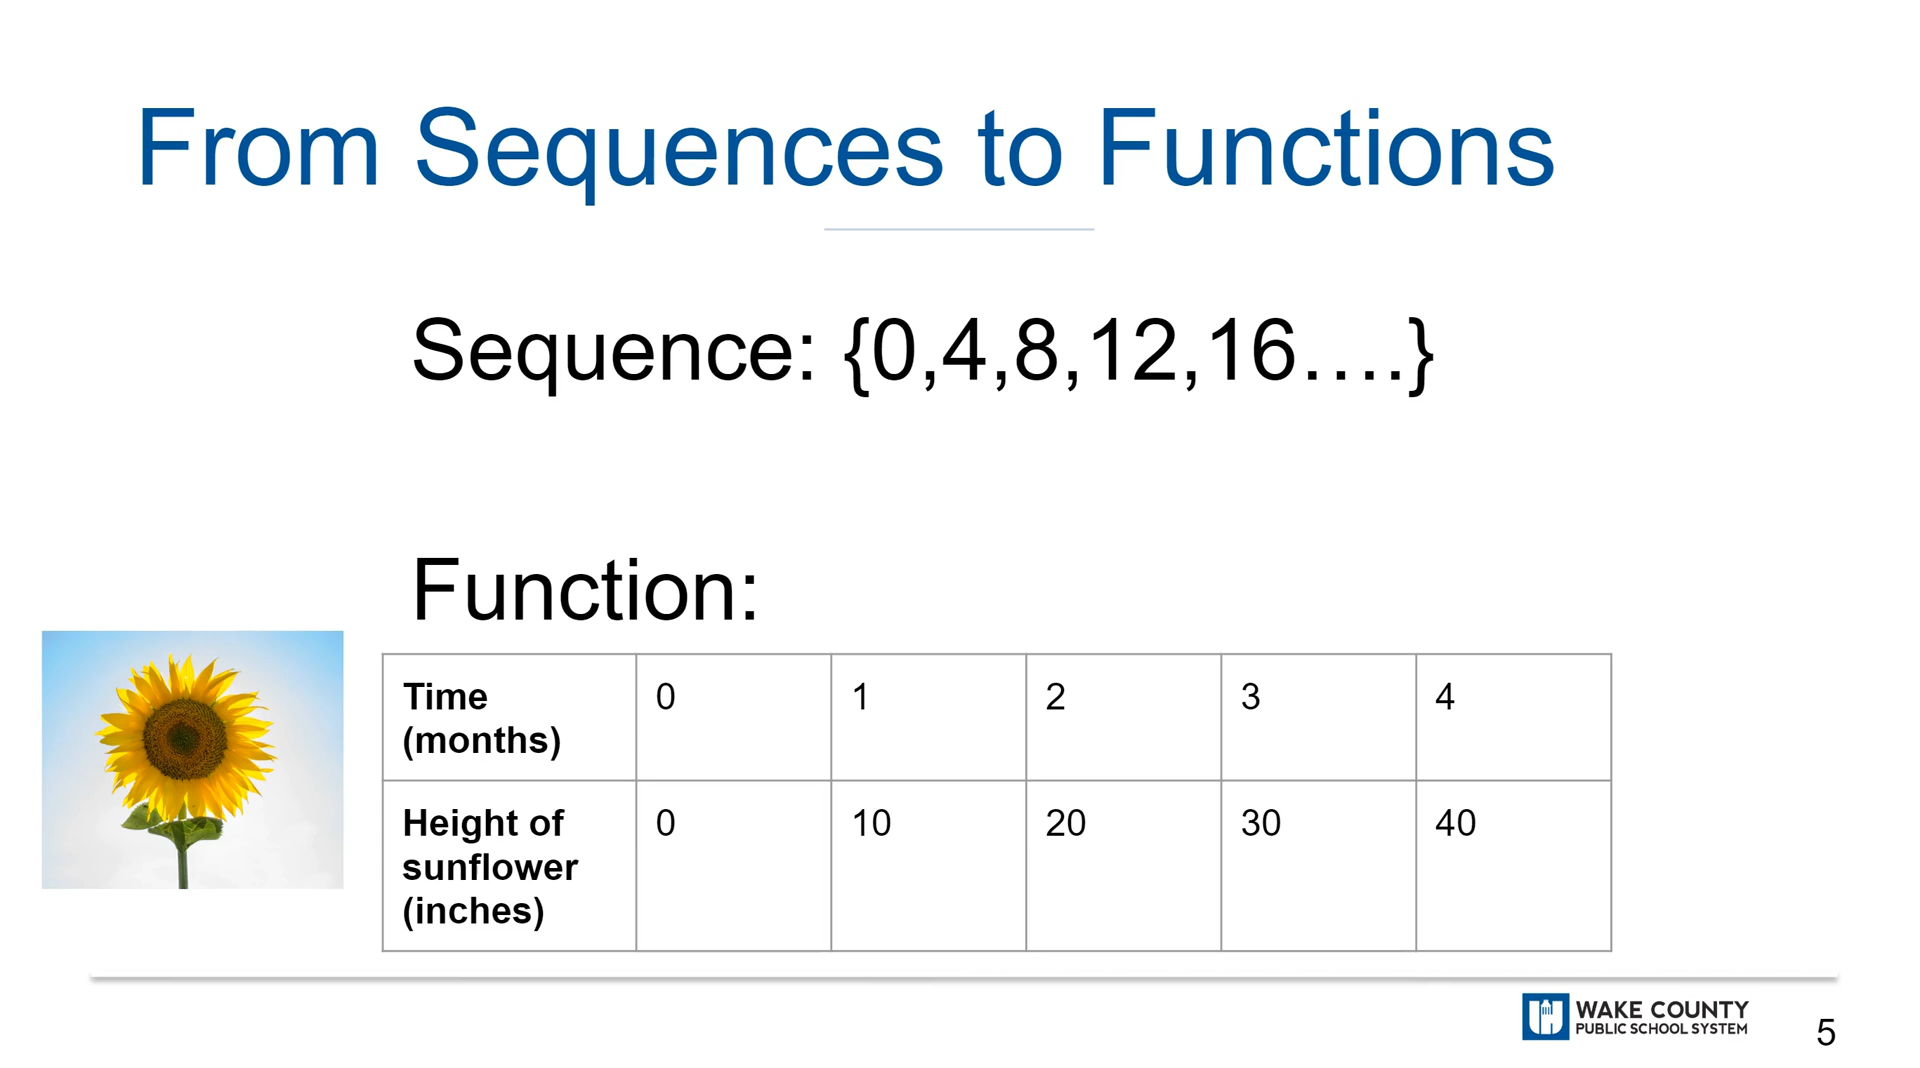 From Sequences to Functions
Sequence: {0,4,8,12,16….}
Function:
Time (months) 0 1 2 3 4
Height of sunflower (inches) 0 10 20 30 40
WAKE COUNTY
PUBLIC SCHOOL SYSTEM
5